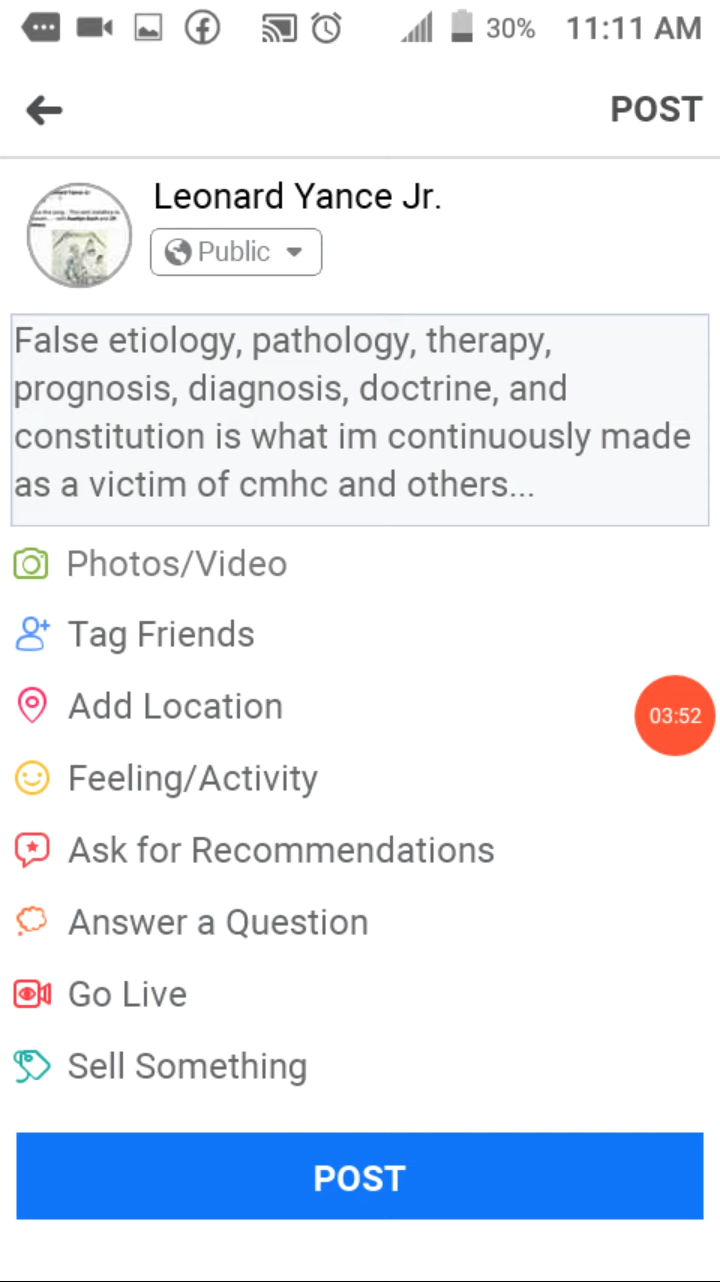 30% 11:11 AM
POST
Leonard Yance Jr.
Public
False etiology, pathology, therapy,
prognosis, diagnosis, doctrine, and
constitution is what im continuously made
as a victim of cmhc and others...
Photos/Video
Tag Friends
Add Location
03:52
Feeling/Activity
Ask for Recommendations
Answer a Question
Go Live
Sell Something
POST